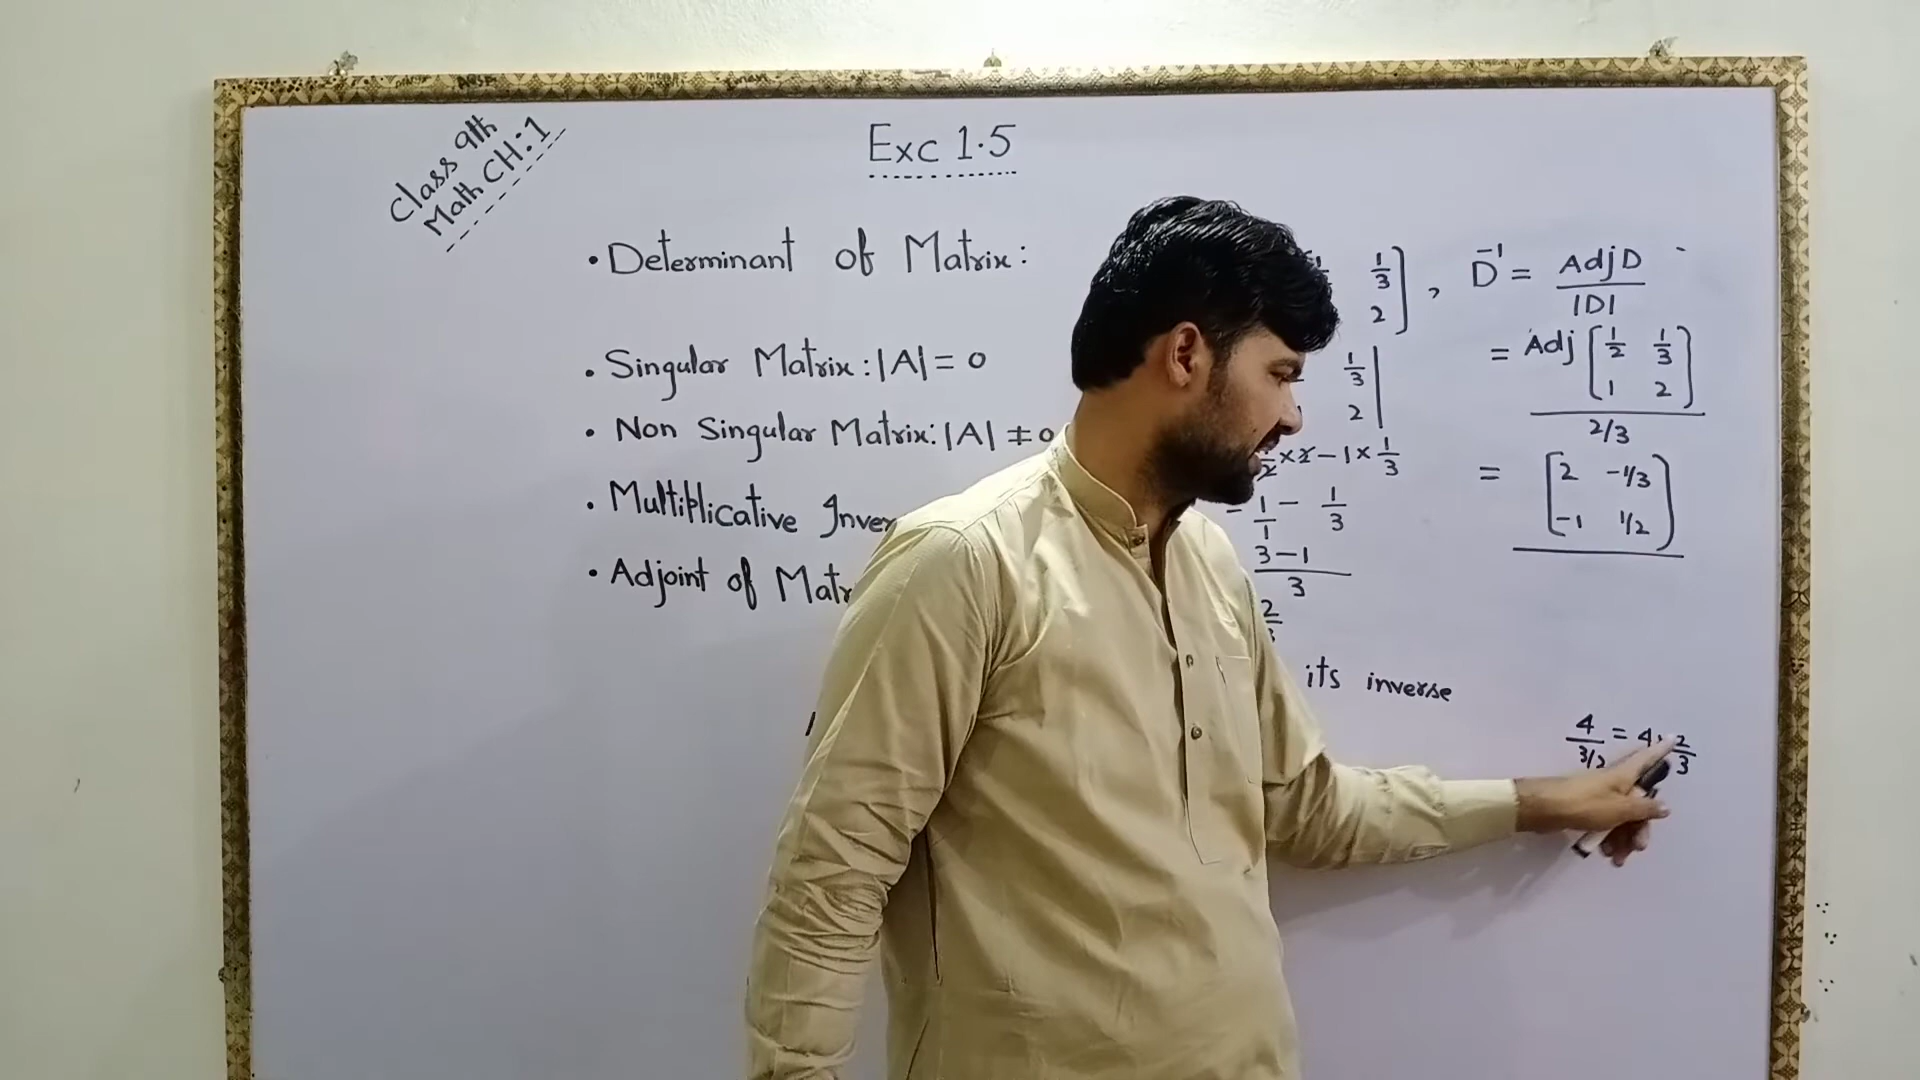 Class 9th
Math CH:1
Exc 1.5
• Determinant of Matrix:
• Singular Matrix: |A| = 0
• Non Singular Matrix: |A| ≠ 0
• Multiplicative
• Adjoint of
1/3
2 ] ,
1/3
2 |
1/2 × 2 − 1 × 1/3
1/1 − 1/3
3−1
3
2
its inverse
D⁻¹ = AdjD
|D|
= Adj [ 1/2 1/3
1 2 ]
2/3
= [ 2 -1/3
-1 1/2 ]
4 / 3/2 = 4 2/3